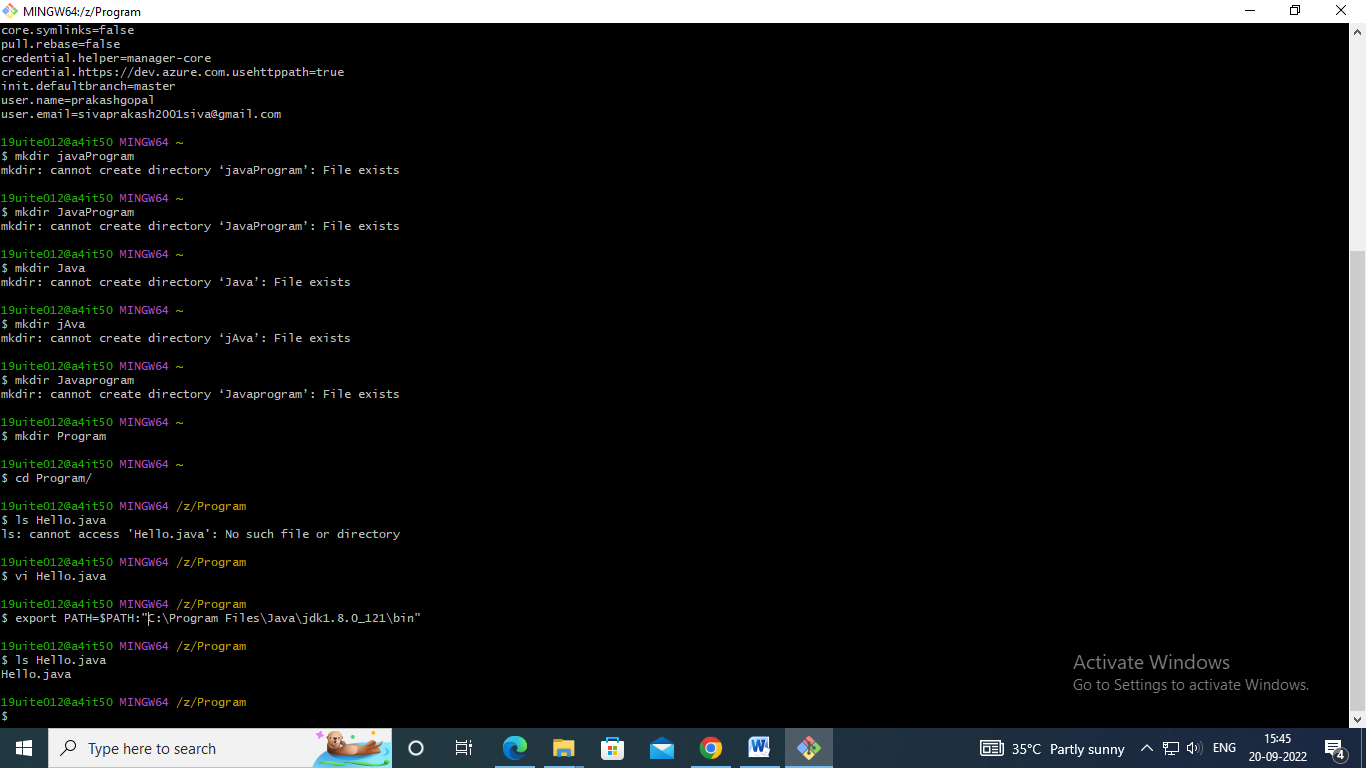 MINGW64:/z/Program
core.symlinks=false
pull.rebase=false
credential.helper=manager-core
credential.https://dev.azure.com.usehttppath=true
init.defaultbranch=master
user.name=prakashgopal
user.email=sivaprakash2001siva@gmail.com
19uite012@a4it50 MINGW64 ~
$ mkdir javaProgram
mkdir: cannot create directory ‘javaProgram’: File exists
19uite012@a4it50 MINGW64 ~
$ mkdir JavaProgram
mkdir: cannot create directory ‘JavaProgram’: File exists
19uite012@a4it50 MINGW64 ~
$ mkdir Java
mkdir: cannot create directory ‘Java’: File exists
19uite012@a4it50 MINGW64 ~
$ mkdir jAva
mkdir: cannot create directory ‘jAva’: File exists
19uite012@a4it50 MINGW64 ~
$ mkdir Javaprogram
mkdir: cannot create directory ‘Javaprogram’: File exists
19uite012@a4it50 MINGW64 ~
$ mkdir Program
19uite012@a4it50 MINGW64 ~
$ cd Program/
19uite012@a4it50 MINGW64 /z/Program
$ ls Hello.java
ls: cannot access 'Hello.java': No such file or directory
19uite012@a4it50 MINGW64 /z/Program
$ vi Hello.java
19uite012@a4it50 MINGW64 /z/Program
$ export PATH=$PATH:"C:\Program Files\Java\jdk1.8.0_121\bin"
19uite012@a4it50 MINGW64 /z/Program
$ ls Hello.java
Hello.java
19uite012@a4it50 MINGW64 /z/Program
$
Activate Windows
Go to Settings to activate Windows.
Type here to search
35°C Partly sunny
ENG
15:45
20-09-2022
4